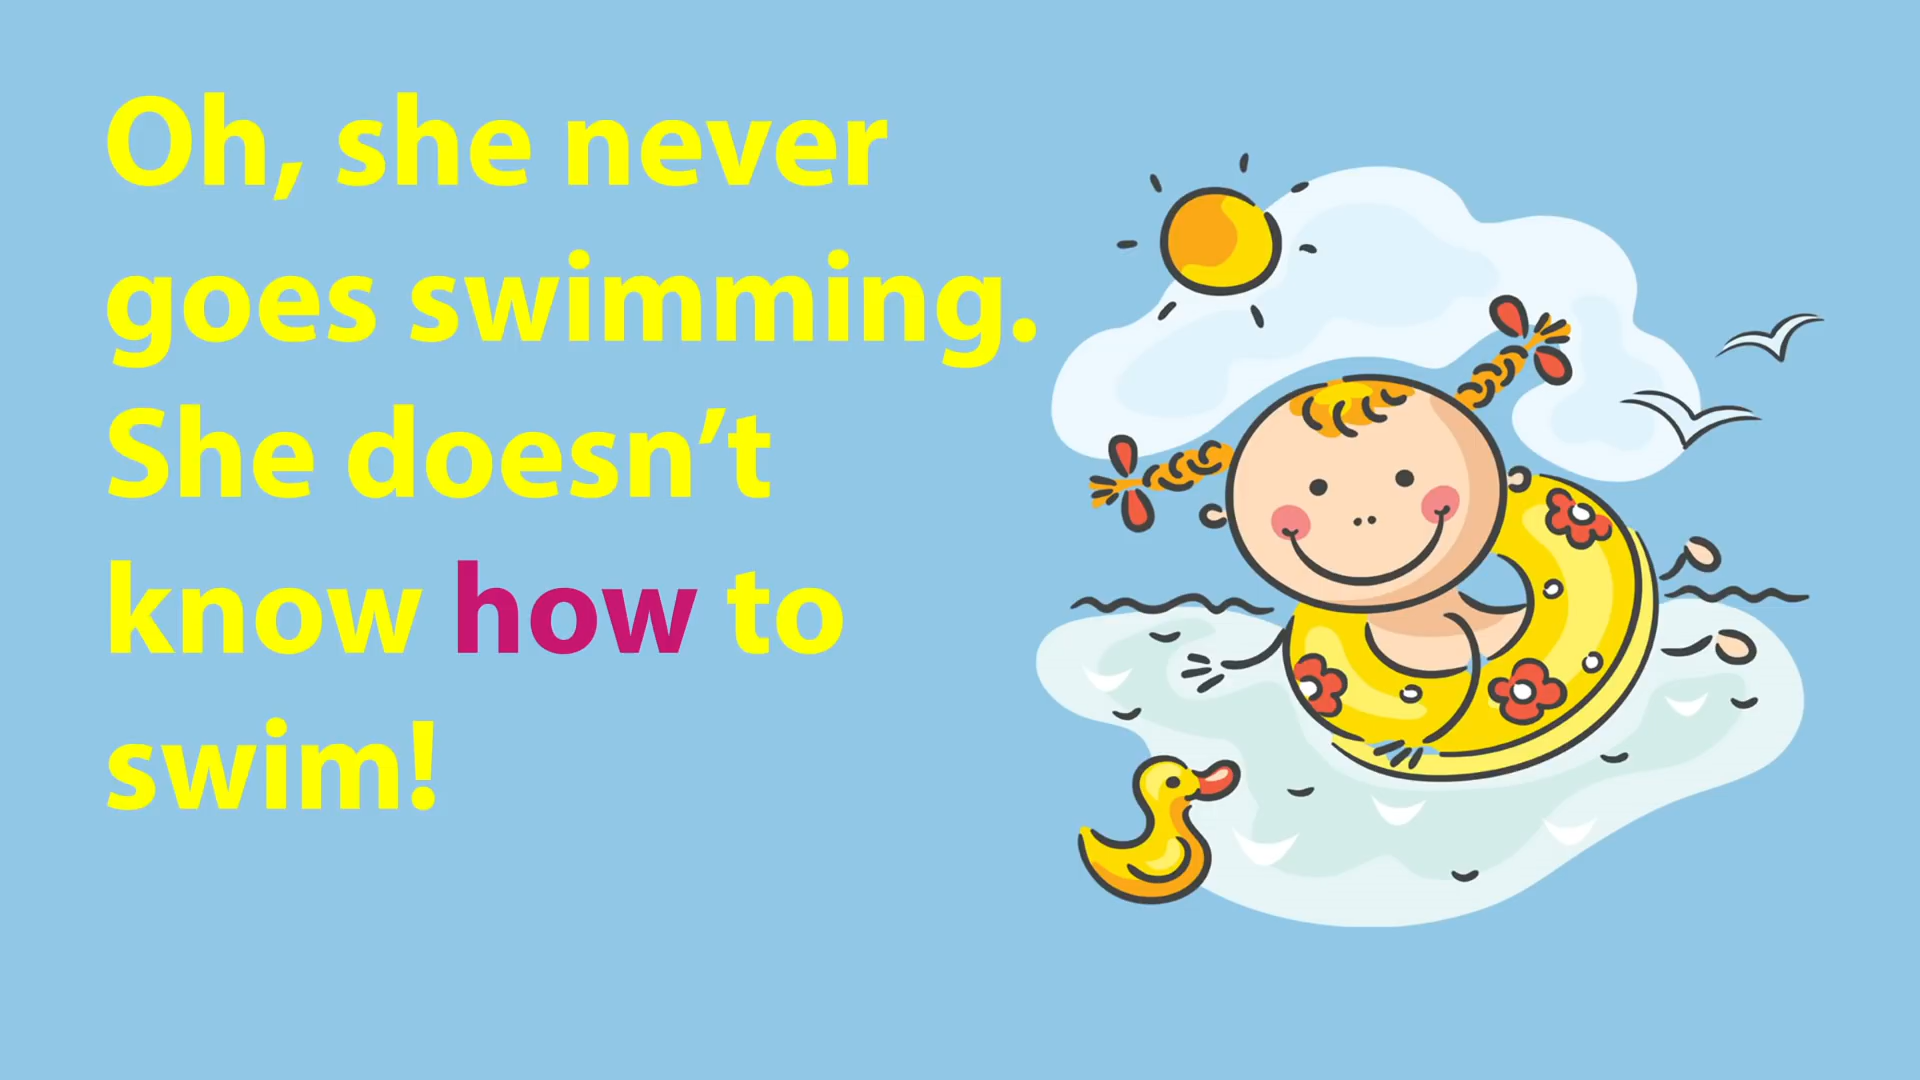 Oh, she never
goes swimming.
She doesn’t
know how to
swim!